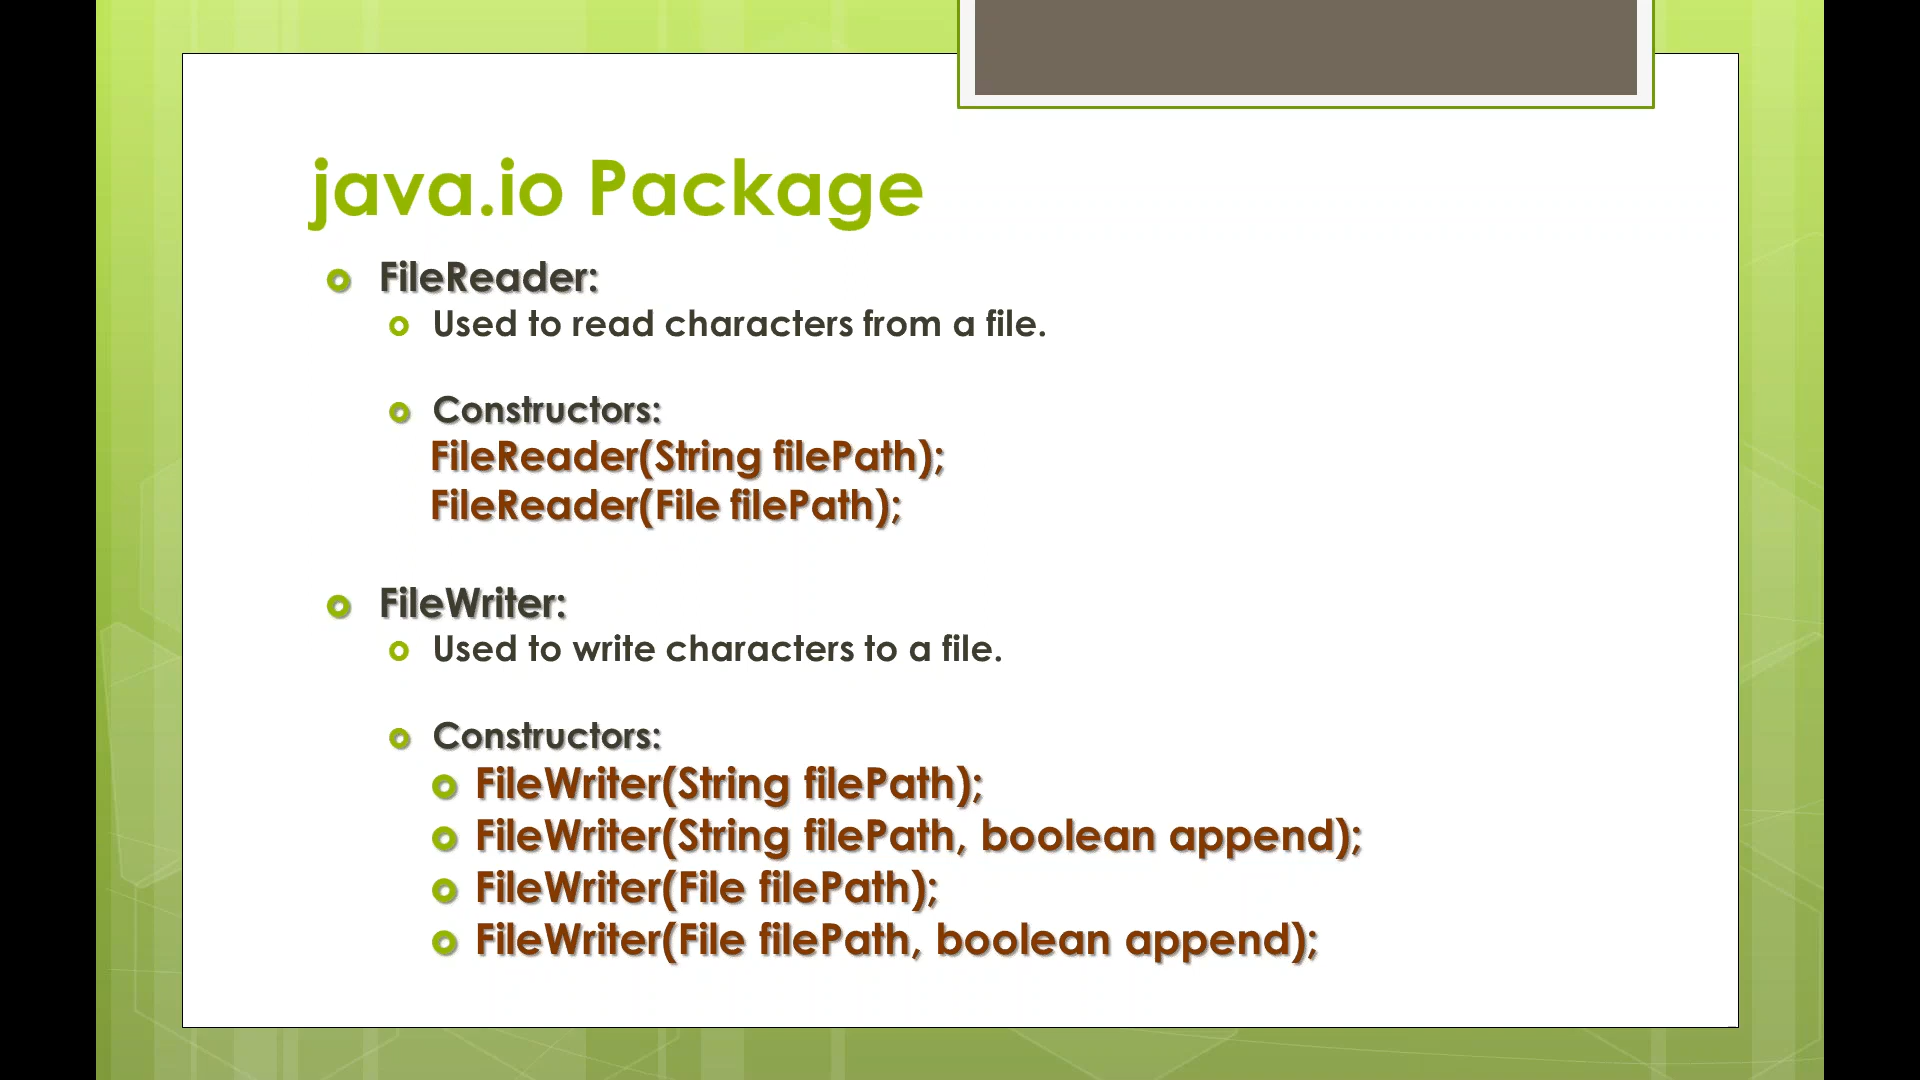 java.io Package
FileReader:
Used to read characters from a file.
Constructors:
FileReader(String filePath);
FileReader(File filePath);
FileWriter:
Used to write characters to a file.
Constructors:
FileWriter(String filePath);
FileWriter(String filePath, boolean append);
FileWriter(File filePath);
FileWriter(File filePath, boolean append);